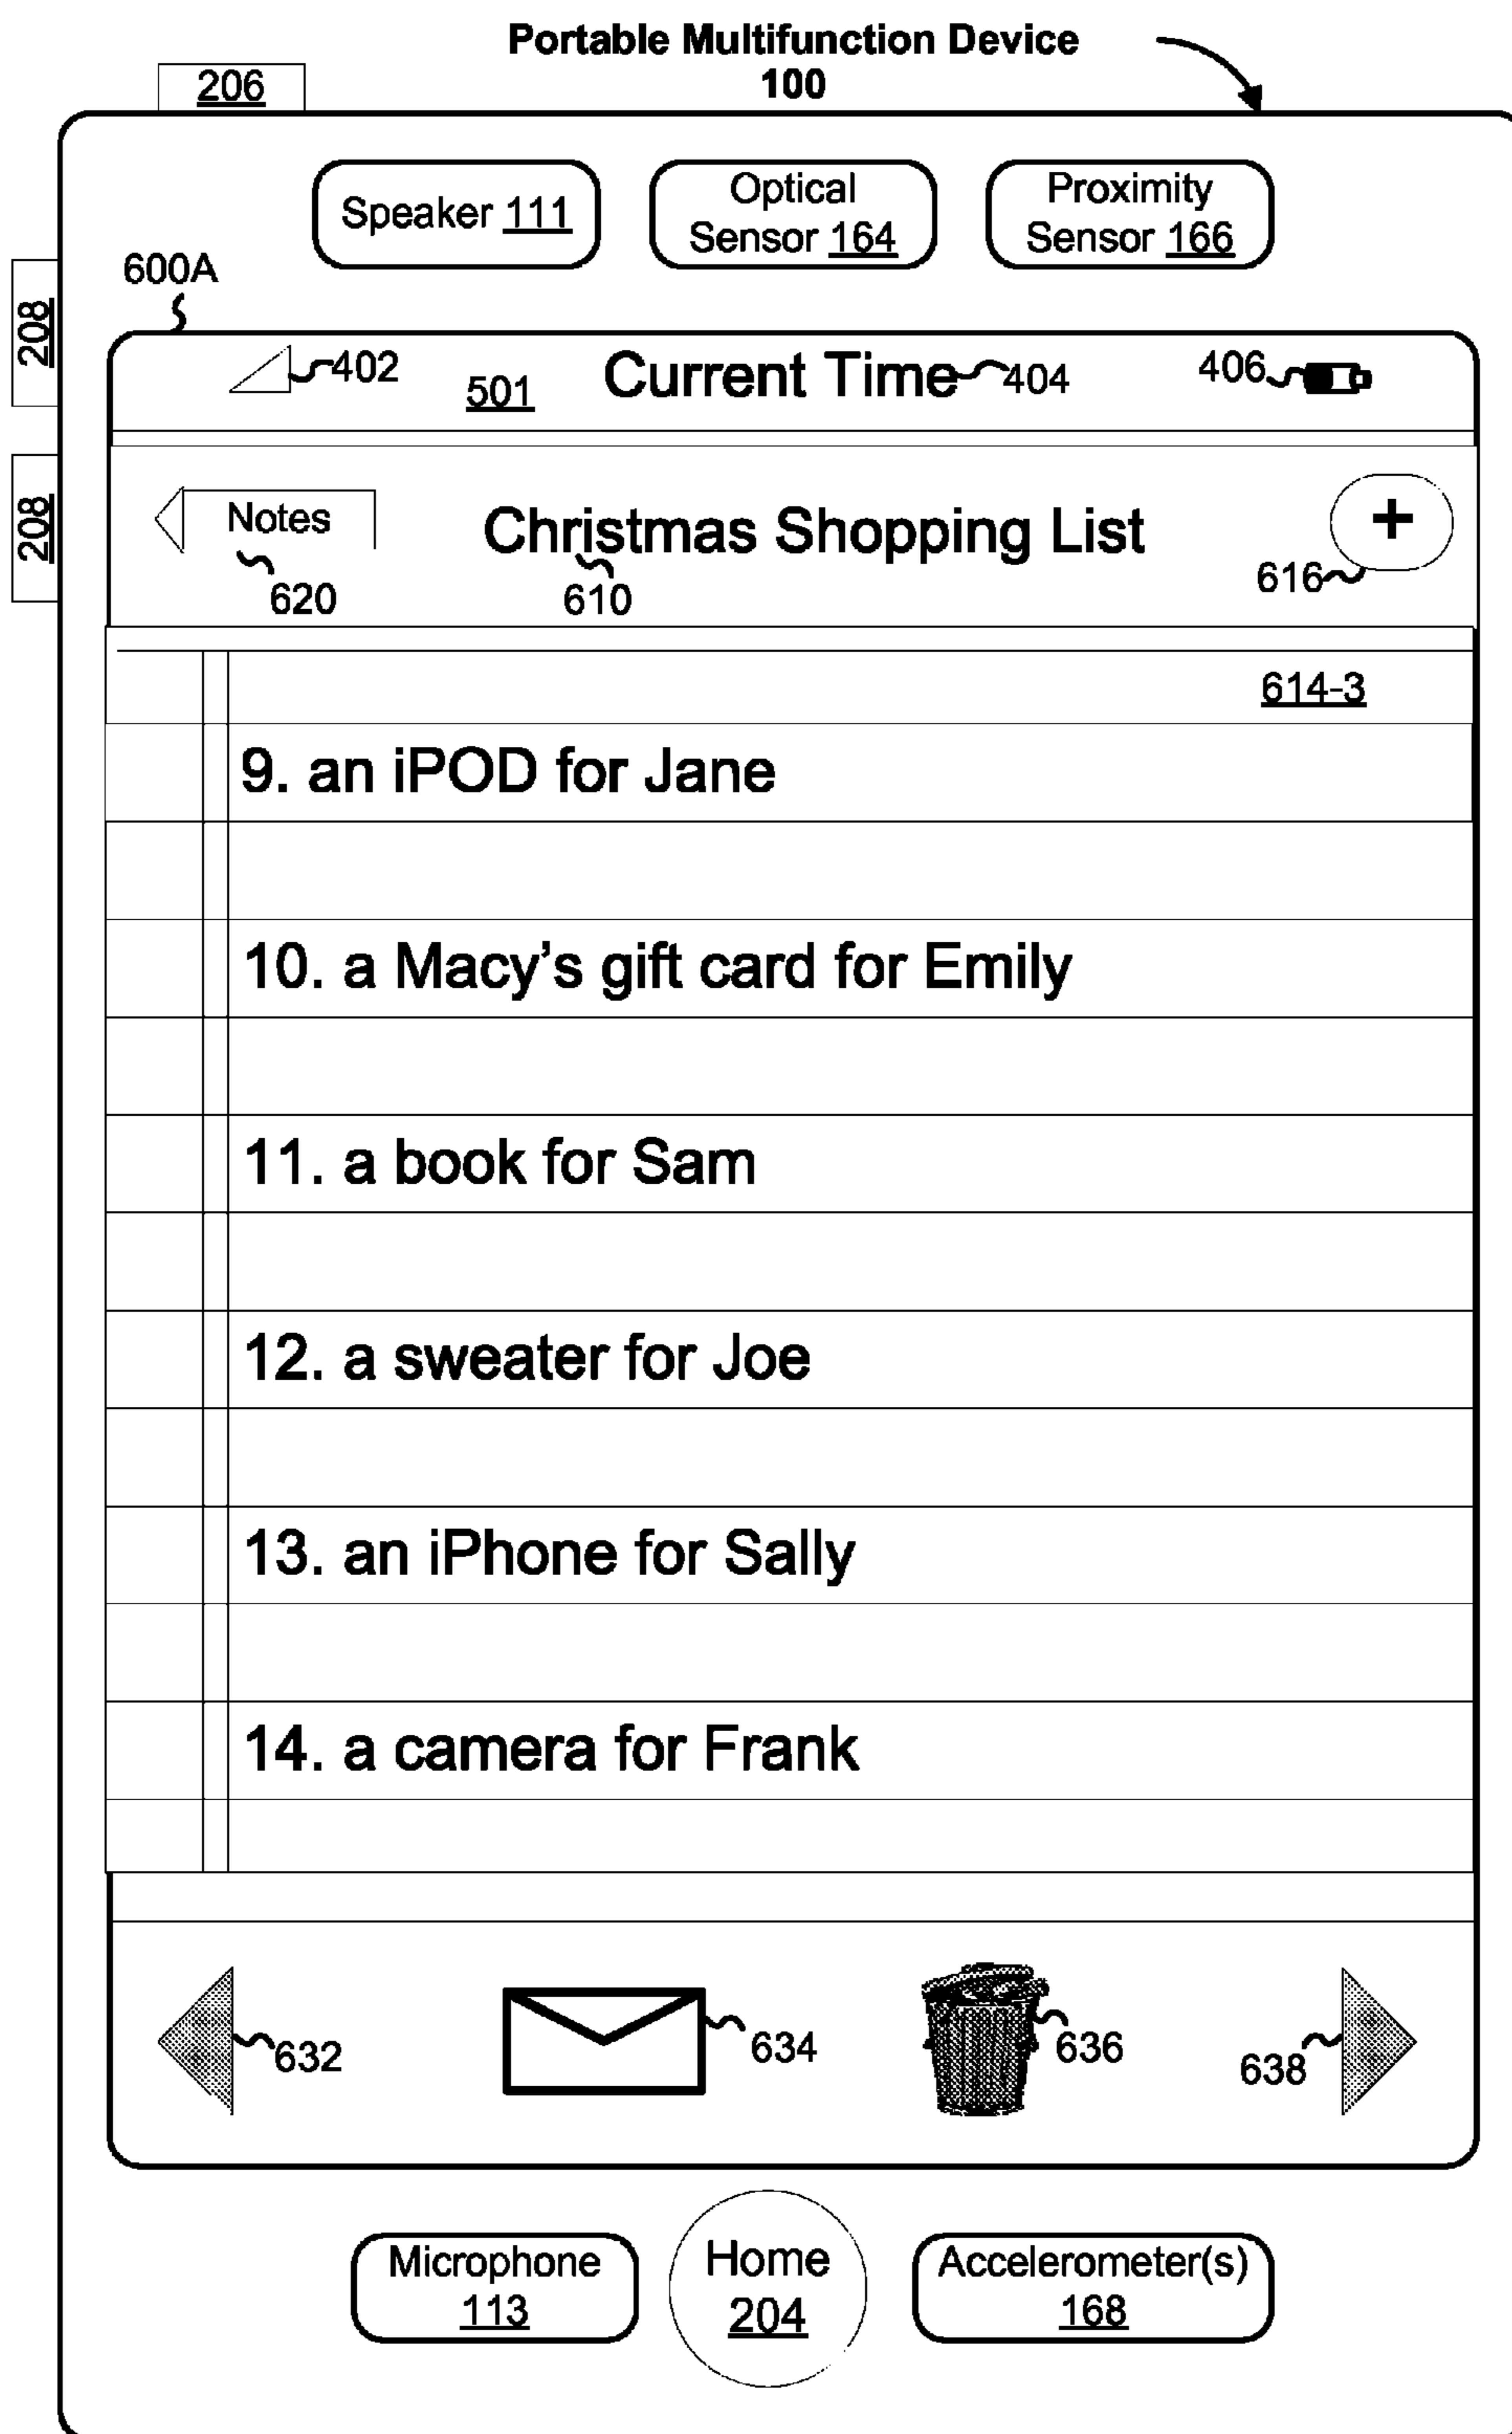 Portable Multifunction Device
100
206
Speaker 111
Optical
Sensor 164
Proximity
Sensor 166
600A
208
402
501
Current Time
404
406
208
Notes
Christmas Shopping List
+
620
610
616
614-3
9. an iPOD for Jane
10. a Macy's gift card for Emily
11. a book for Sam
12. a sweater for Joe
13. an iPhone for Sally
14. a camera for Frank
632
634
636
638
Microphone
113
Home
204
Accelerometer(s)
168